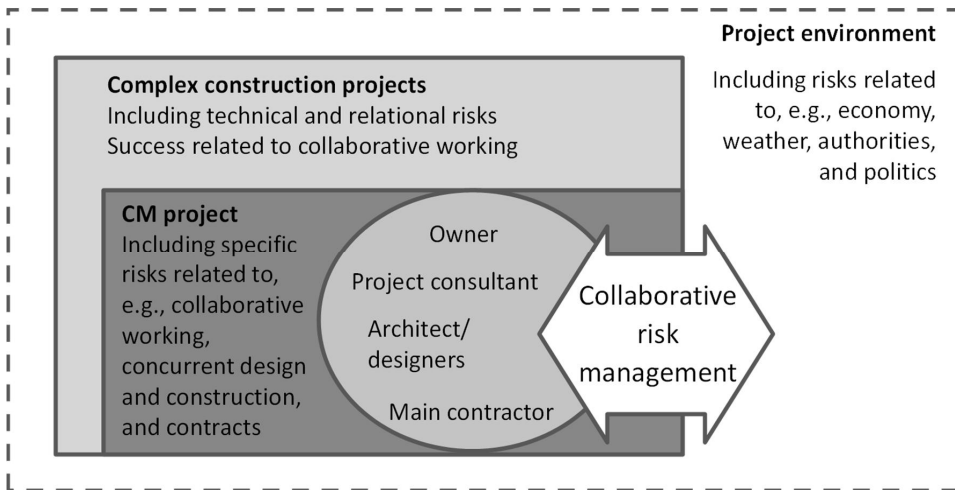 Project environment
Including risks related
to, e.g., economy,
weather, authorities,
and politics
Complex construction projects
Including technical and relational risks
Success related to collaborative working
CM project
Including specific
risks related to,
e.g., collaborative
working,
concurrent design
and construction,
and contracts
Owner
Project consultant
Architect/
designers
Main contractor
Collaborative
risk
management